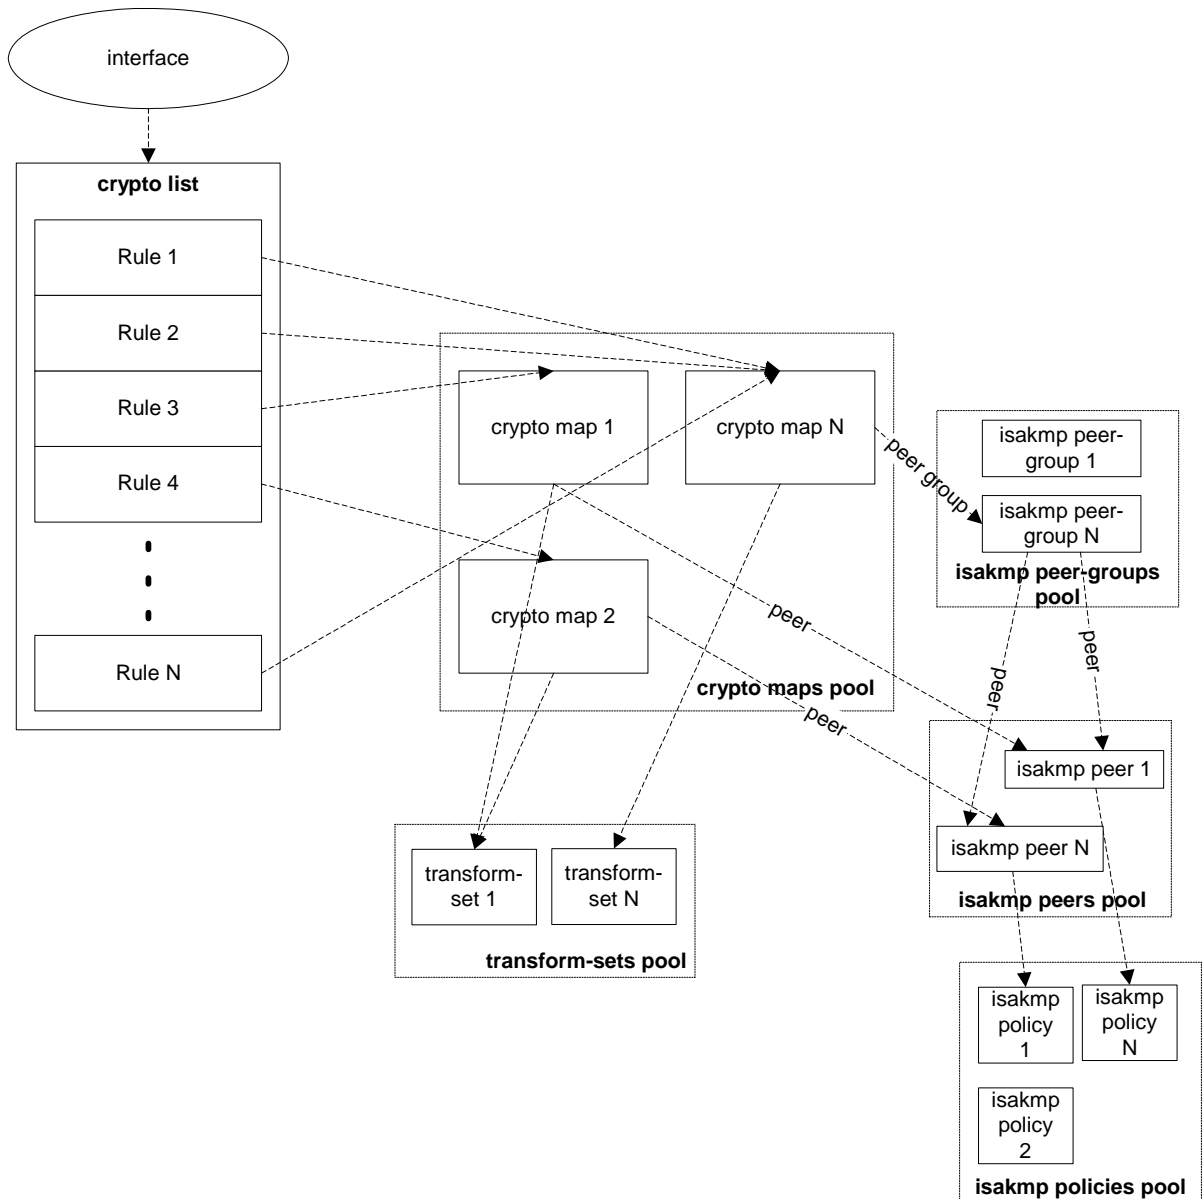 interface
crypto list
Rule 1
Rule 2
Rule 3
Rule 4
Rule N
crypto map 1
crypto map N
crypto map 2
crypto maps pool
peer group
isakmp peer-
group 1
isakmp peer-
group N
isakmp peer-groups
pool
peer
peer
peer
peer
isakmp peer 1
isakmp peer N
isakmp peers pool
transform-
set 1
transform-
set N
transform-sets pool
isakmp
policy
1
isakmp
policy
N
isakmp
policy
2
isakmp policies pool